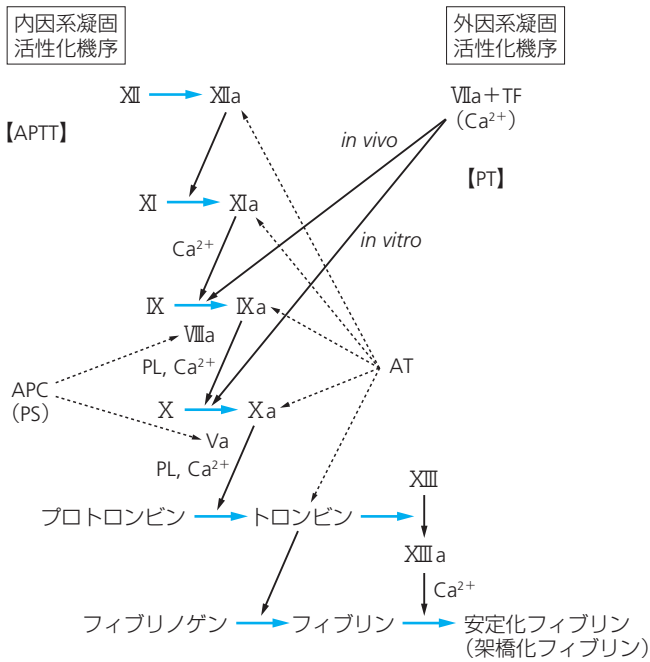 内因系凝固
活性化機序
外因系凝固
活性化機序
Ⅻ Ⅻa
Ⅶa+TF
(Ca²⁺)
【APTT】
in vivo
【PT】
Ⅺ Ⅺa
in vitro
Ca²⁺
Ⅸ Ⅸa
Ⅷa
PL, Ca²⁺
AT
APC
(PS)
Ⅹ Ⅹa
Ⅴa
PL, Ca²⁺
XIII
プロトロンビン トロンビン
XIIIa
Ca²⁺
フィブリノゲン フィブリン 安定化フィブリン
(架橋化フィブリン)